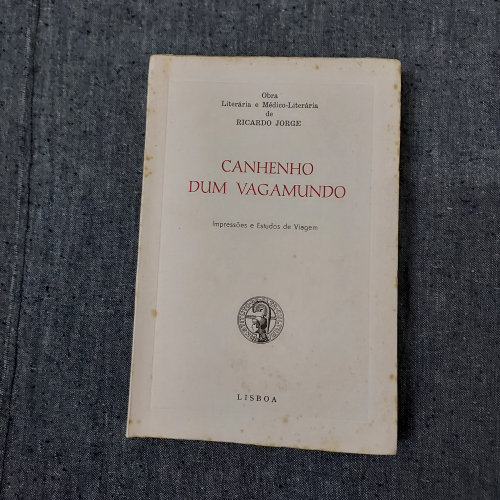 Obra
Literária e Médico-Literária
de
RICARDO JORGE
CANHENHO
DUM VAGAMUNDO
Impressões e Estudos de Viagem
LISBOA